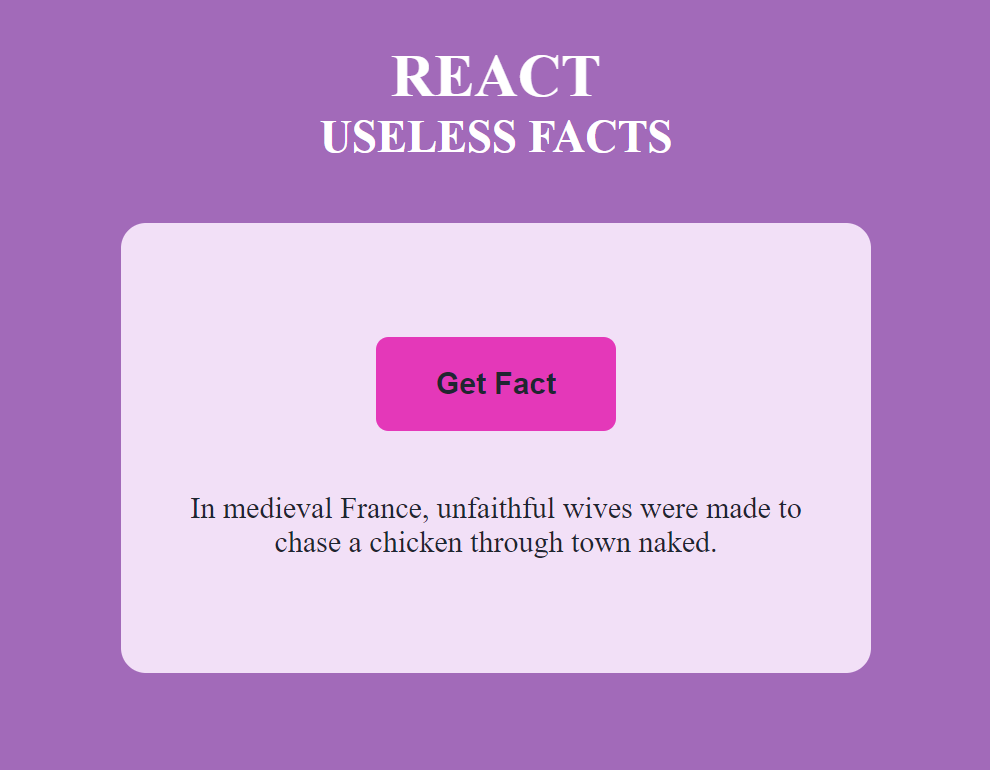 REACT
USELESS FACTS
Get Fact
In medieval France, unfaithful wives were made to
chase a chicken through town naked.